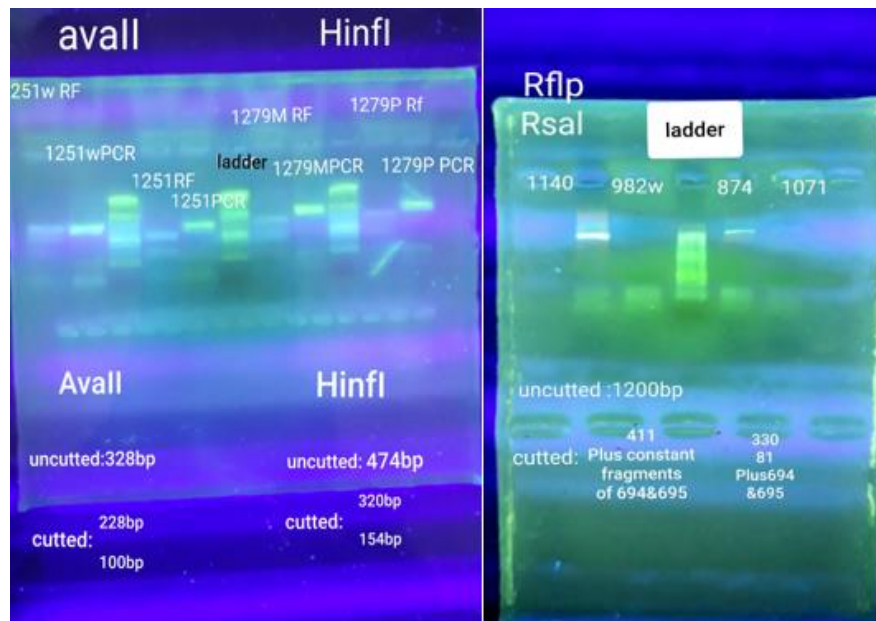 avaII
HinfI
251w RF
1279M RF
1279P Rf
1251wPCR
1251RF
ladder
1279MPCR
1279P PCR
1251PCR
AvaII
HinfI
uncutted:328bp
uncutted: 474bp
228bp
cutted:
100bp
320bp
cutted:
154bp
Rflp
RsaI
ladder
1140
982w
874
1071
uncutted :1200bp
cutted:
411
Plus constant
fragments
of 694&695
330
81
Plus694
&695